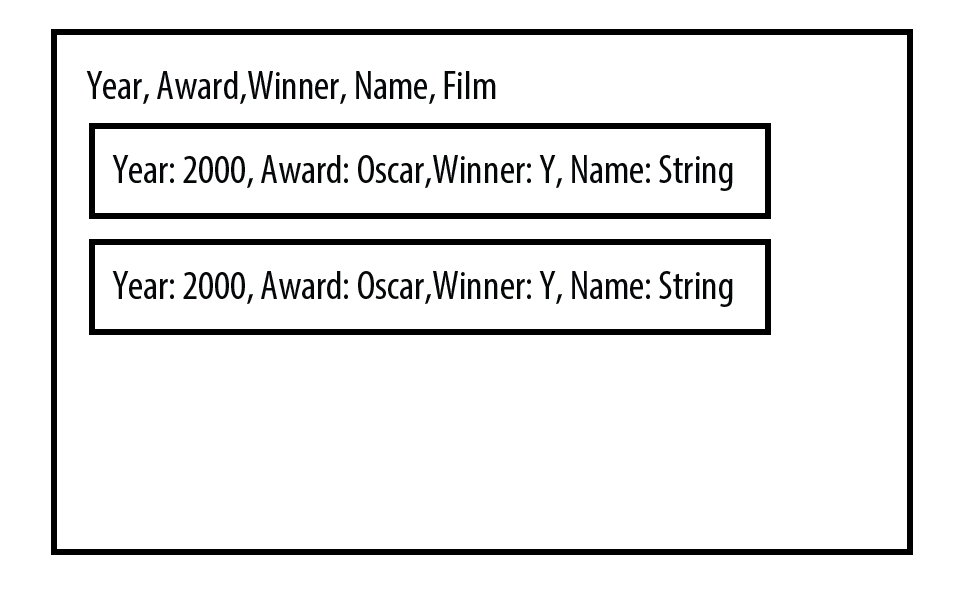 Year, Award,Winner, Name, Film
Year: 2000, Award: Oscar,Winner: Y, Name: String
Year: 2000, Award: Oscar,Winner: Y, Name: String